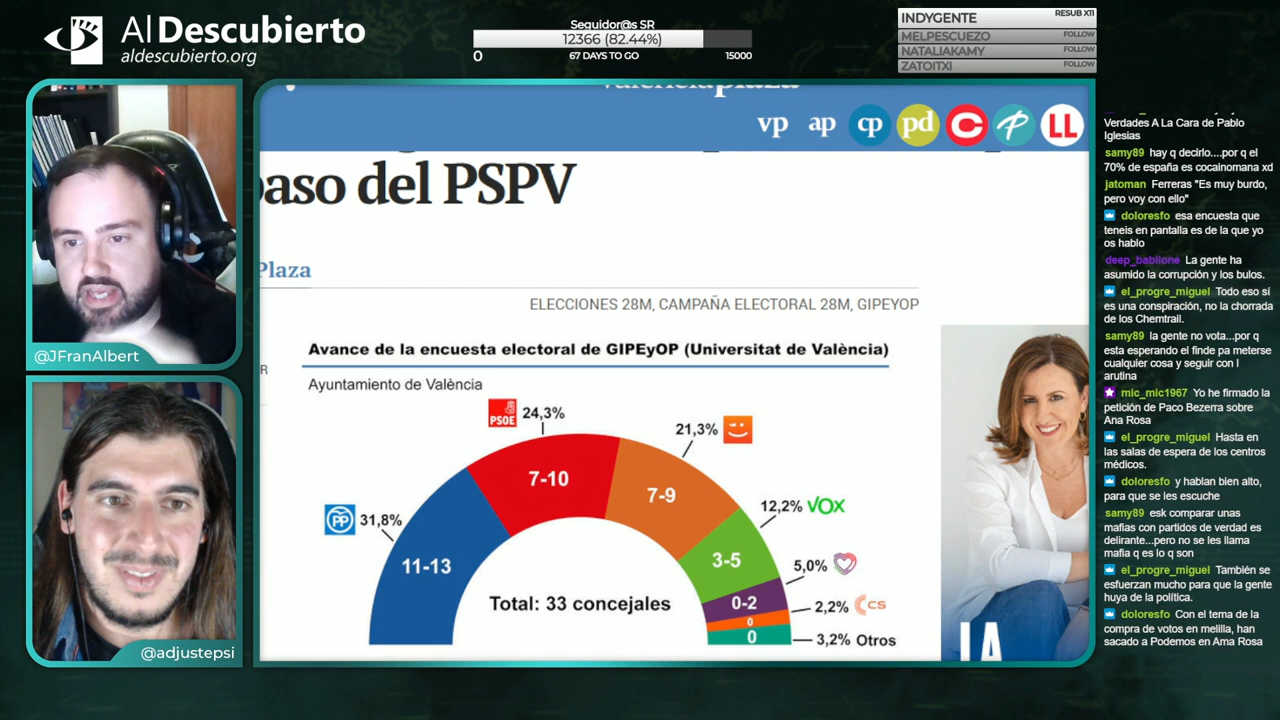 Al Descubierto
aldescubierto.org
Seguidor@s SR
12366 (82.44%)
0
67 DAYS TO GO
15000
INDYGENTE
RESUB X11
MELPESCUEZO
FOLLOW
NATALIAKAMY
FOLLOW
ZATOITXI
FOLLOW
@JFranAlbert
@adjustepsi
valenciaplaza
vp
ap
cp
pd
C
P
LL
paso del PSPV
Plaza
ELECCIONES 28M, CAMPAÑA ELECTORAL 28M, GIPEYOP
R
Avance de la encuesta electoral de GIPEyOP (Universitat de València)
Ayuntamiento de València
PSOE
24,3%
21,3%
7-10
7-9
12,2%
VOX
PP
31,8%
11-13
3-5
5,0%
Total: 33 concejales
0-2
2,2%
CS
0
0
3,2% Otros
LA
Verdades A La Cara de Pablo
Iglesias
samy89 hay q decirlo....por q el
70% de españa es cocainomana xd
jatoman Ferreras "Es muy burdo,
pero voy con ello"
doloresfo esa encuesta que
teneis en pantalla es de la que yo
os hablo
deep_babilone La gente ha
asumido la corrupción y los bulos.
el_progre_miguel Todo eso sí
es una conspiración, no la chorrada
de los Chemtrail.
samy89 la gente no vota...por q
esta esperando el finde pa meterse
cualquier cosa y seguir con l
arutina
mic_mic1967 Yo he firmado la
petición de Paco Bezerra sobre
Ana Rosa
el_progre_miguel Hasta en
las salas de espera de los centros
médicos.
doloresfo y hablan bien alto,
para que se les escuche
samy89 esk comparar unas
mafias con partidos de verdad es
delirante...pero no se les llama
mafia q es lo q son
el_progre_miguel También se
esfuerzan mucho para que la gente
huya de la política.
doloresfo Con el tema de la
compra de votos en melilla, han
sacado a Podemos en Ama Rosa